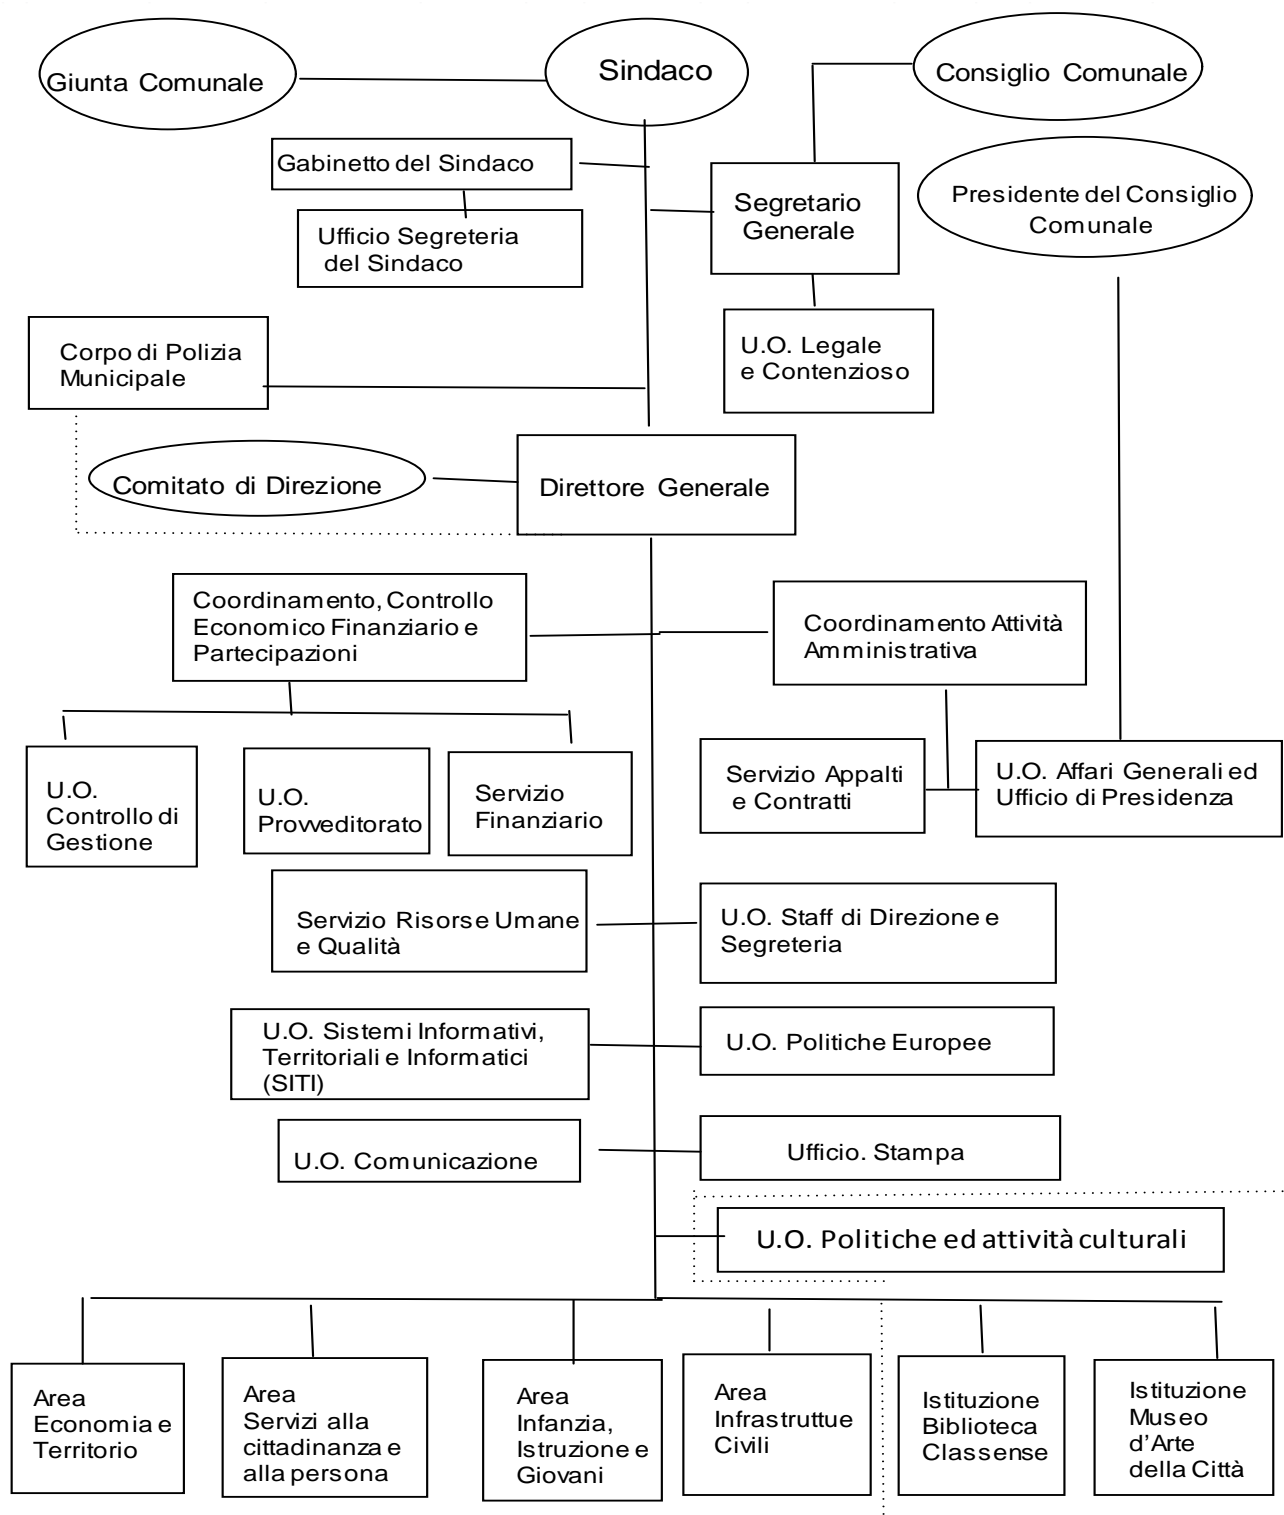 Giunta Comunale
Sindaco
Consiglio Comunale
Gabinetto del Sindaco
Ufficio Segreteria
del Sindaco
Segretario
Generale
Presidente del Consiglio
Comunale
Corpo di Polizia
Municipale
U.O. Legale
e Contenzioso
Comitato di Direzione
Direttore Generale
Coordinamento, Controllo
Economico Finanziario e
Partecipazioni
Coordinamento Attività
Amministrativa
U.O.
Controllo di
Gestione
U.O.
Provveditorato
Servizio
Finanziario
Servizio Appalti
e Contratti
U.O. Affari Generali ed
Ufficio di Presidenza
Servizio Risorse Umane
e Qualità
U.O. Staff di Direzione e
Segreteria
U.O. Sistemi Informativi,
Territoriali e Informatici
(SITI)
U.O. Politiche Europee
U.O. Comunicazione
Ufficio. Stampa
U.O. Politiche ed attività culturali
Area
Economia e
Territorio
Area
Servizi alla
cittadinanza e
alla persona
Area
Infanzia,
Istruzione e
Giovani
Area
Infrastruttue
Civili
Istituzione
Biblioteca
Classense
Istituzione
Museo
d'Arte
della Città